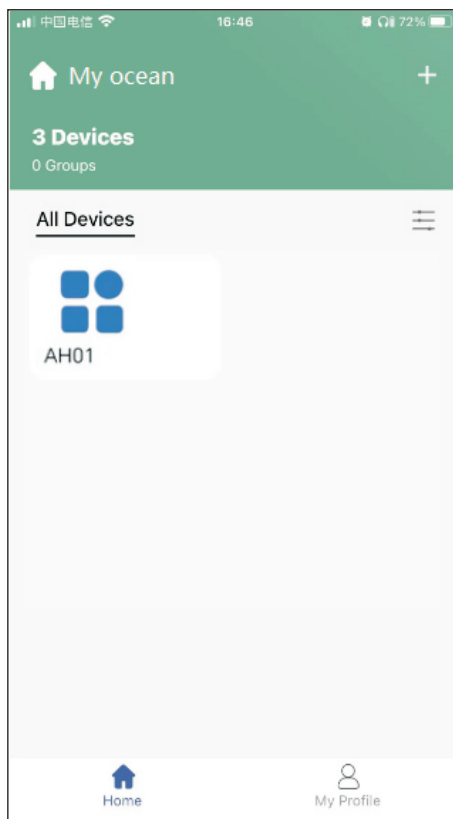 中国电信 16:46 72%
My ocean
3 Devices
0 Groups
All Devices
AH01
Home My Profile